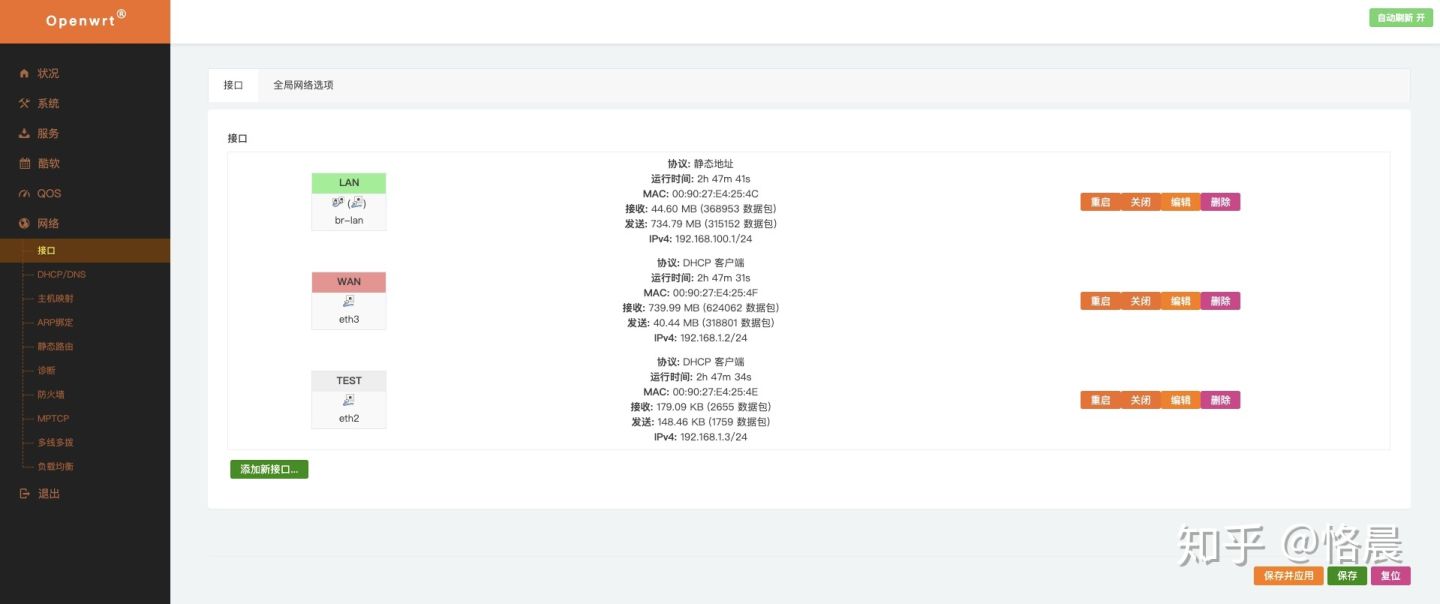 Openwrt®
自动刷新 开
状况
系统
服务
酷软
QOS
网络
接口
DHCP/DNS
主机映射
ARP绑定
静态路由
诊断
防火墙
MPTCP
多线多拨
负载均衡
退出
接口 全局网络选项
接口
LAN
br-lan
协议: 静态地址
运行时间: 2h 47m 41s
MAC: 00:90:27:E4:25:4C
接收: 44.60 MB (368953 数据包)
发送: 734.79 MB (315152 数据包)
IPv4: 192.168.100.1/24
重启 关闭 编辑 删除
WAN
eth3
协议: DHCP 客户端
运行时间: 2h 47m 31s
MAC: 00:90:27:E4:25:4F
接收: 739.99 MB (624062 数据包)
发送: 40.44 MB (318801 数据包)
IPv4: 192.168.1.2/24
重启 关闭 编辑 删除
TEST
eth2
协议: DHCP 客户端
运行时间: 2h 47m 34s
MAC: 00:90:27:E4:25:4E
接收: 179.09 KB (2655 数据包)
发送: 148.46 KB (1759 数据包)
IPv4: 192.168.1.3/24
重启 关闭 编辑 删除
添加新接口...
知乎 @恪晨
保存并应用 保存 复位